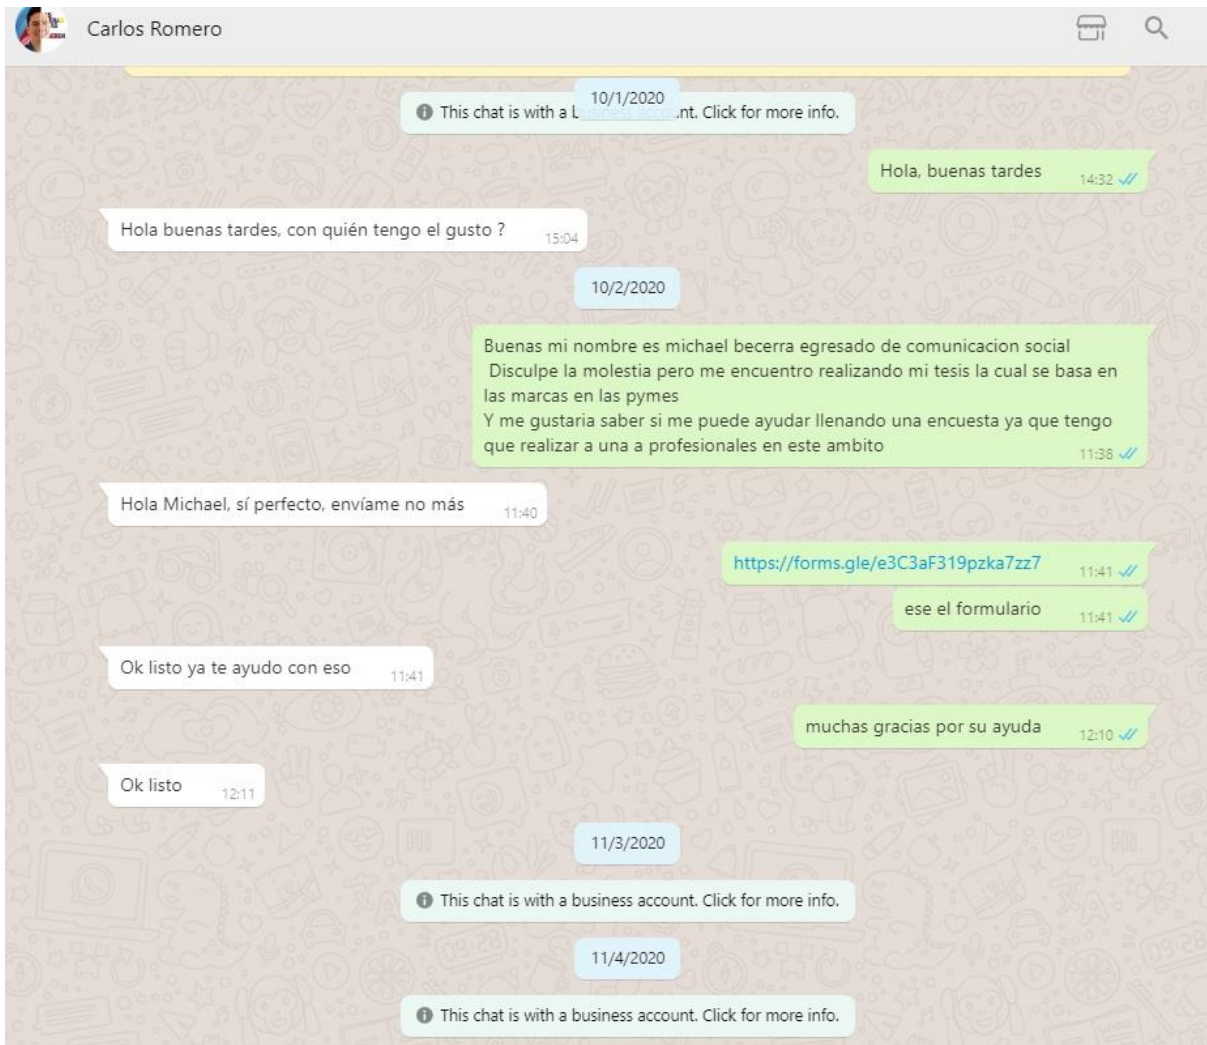 Carlos Romero
10/1/2020
This chat is with a b nt. Click for more info.
Hola, buenas tardes 14:32
Hola buenas tardes, con quién tengo el gusto ? 15:04
10/2/2020
Buenas mi nombre es michael becerra egresado de comunicacion social
Disculpe la molestia pero me encuentro realizando mi tesis la cual se basa en
las marcas en las pymes
Y me gustaria saber si me puede ayudar llenando una encuesta ya que tengo
que realizar a una a profesionales en este ambito 11:38
Hola Michael, sí perfecto, envíame no más 11:40
https://forms.gle/e3C3aF319pzka7zz7 11:41
ese el formulario 11:41
Ok listo ya te ayudo con eso 11:41
muchas gracias por su ayuda 12:10
Ok listo 12:11
11/3/2020
This chat is with a business account. Click for more info.
11/4/2020
This chat is with a business account. Click for more info.